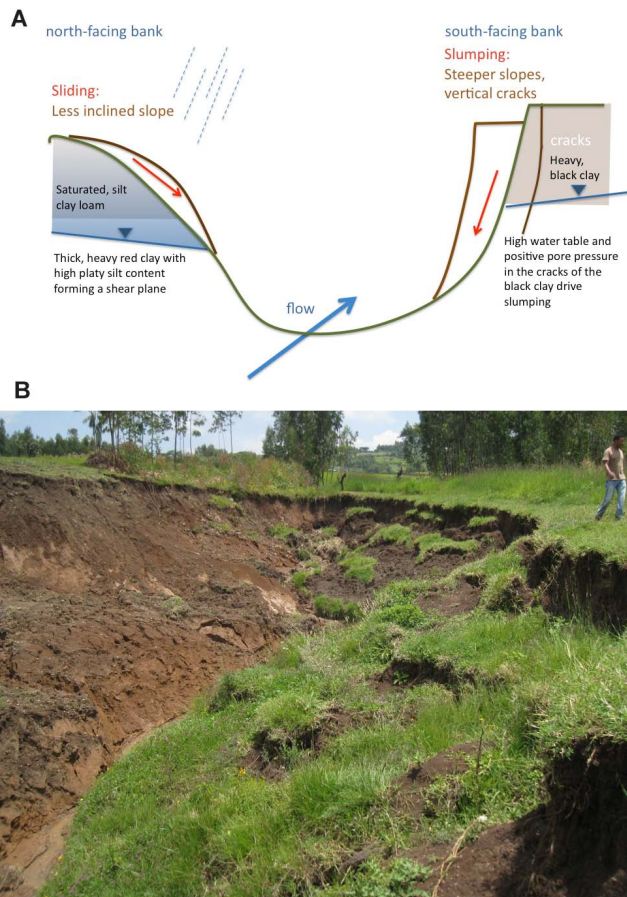 A
north-facing bank
south-facing bank
Slumping:
Steeper slopes,
vertical cracks
Sliding:
Less inclined slope
cracks
Heavy,
black clay
Saturated, silt
clay loam
Thick, heavy red clay with
high platy silt content
forming a shear plane
High water table and
positive pore pressure
in the cracks of the
black clay drive
slumping
flow
B